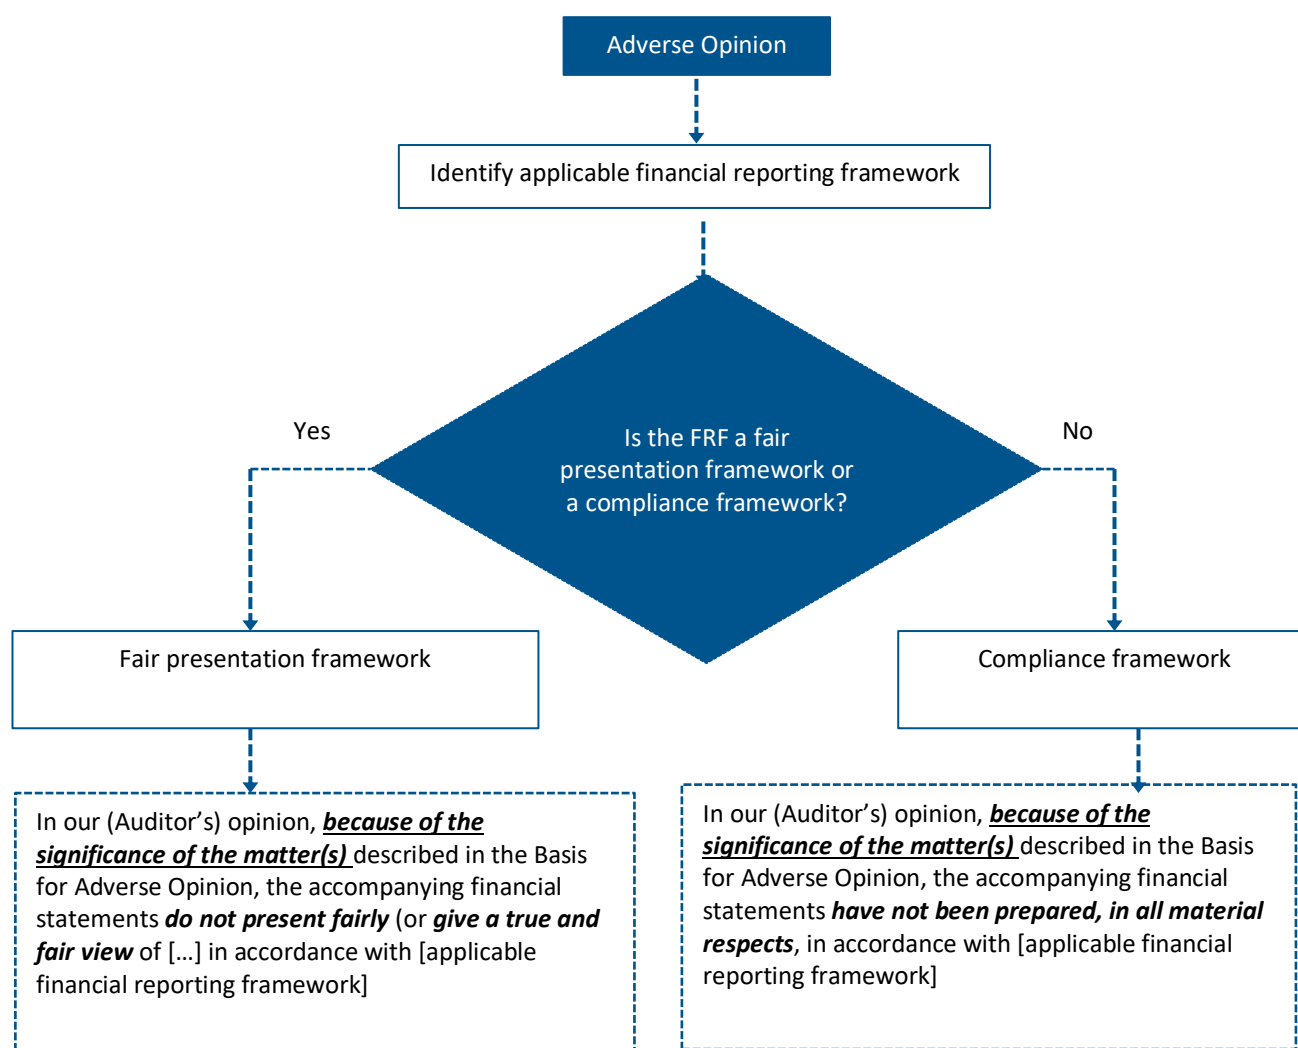 Adverse Opinion
Identify applicable financial reporting framework
Is the FRF a fair
presentation framework or
a compliance framework?
Yes
No
Fair presentation framework
Compliance framework
In our (Auditor’s) opinion, because of the
significance of the matter(s) described in the Basis
for Adverse Opinion, the accompanying financial
statements do not present fairly (or give a true and
fair view of […] in accordance with [applicable
financial reporting framework]
In our (Auditor’s) opinion, because of the
significance of the matter(s) described in the Basis
for Adverse Opinion, the accompanying financial
statements have not been prepared, in all material
respects, in accordance with [applicable financial
reporting framework]